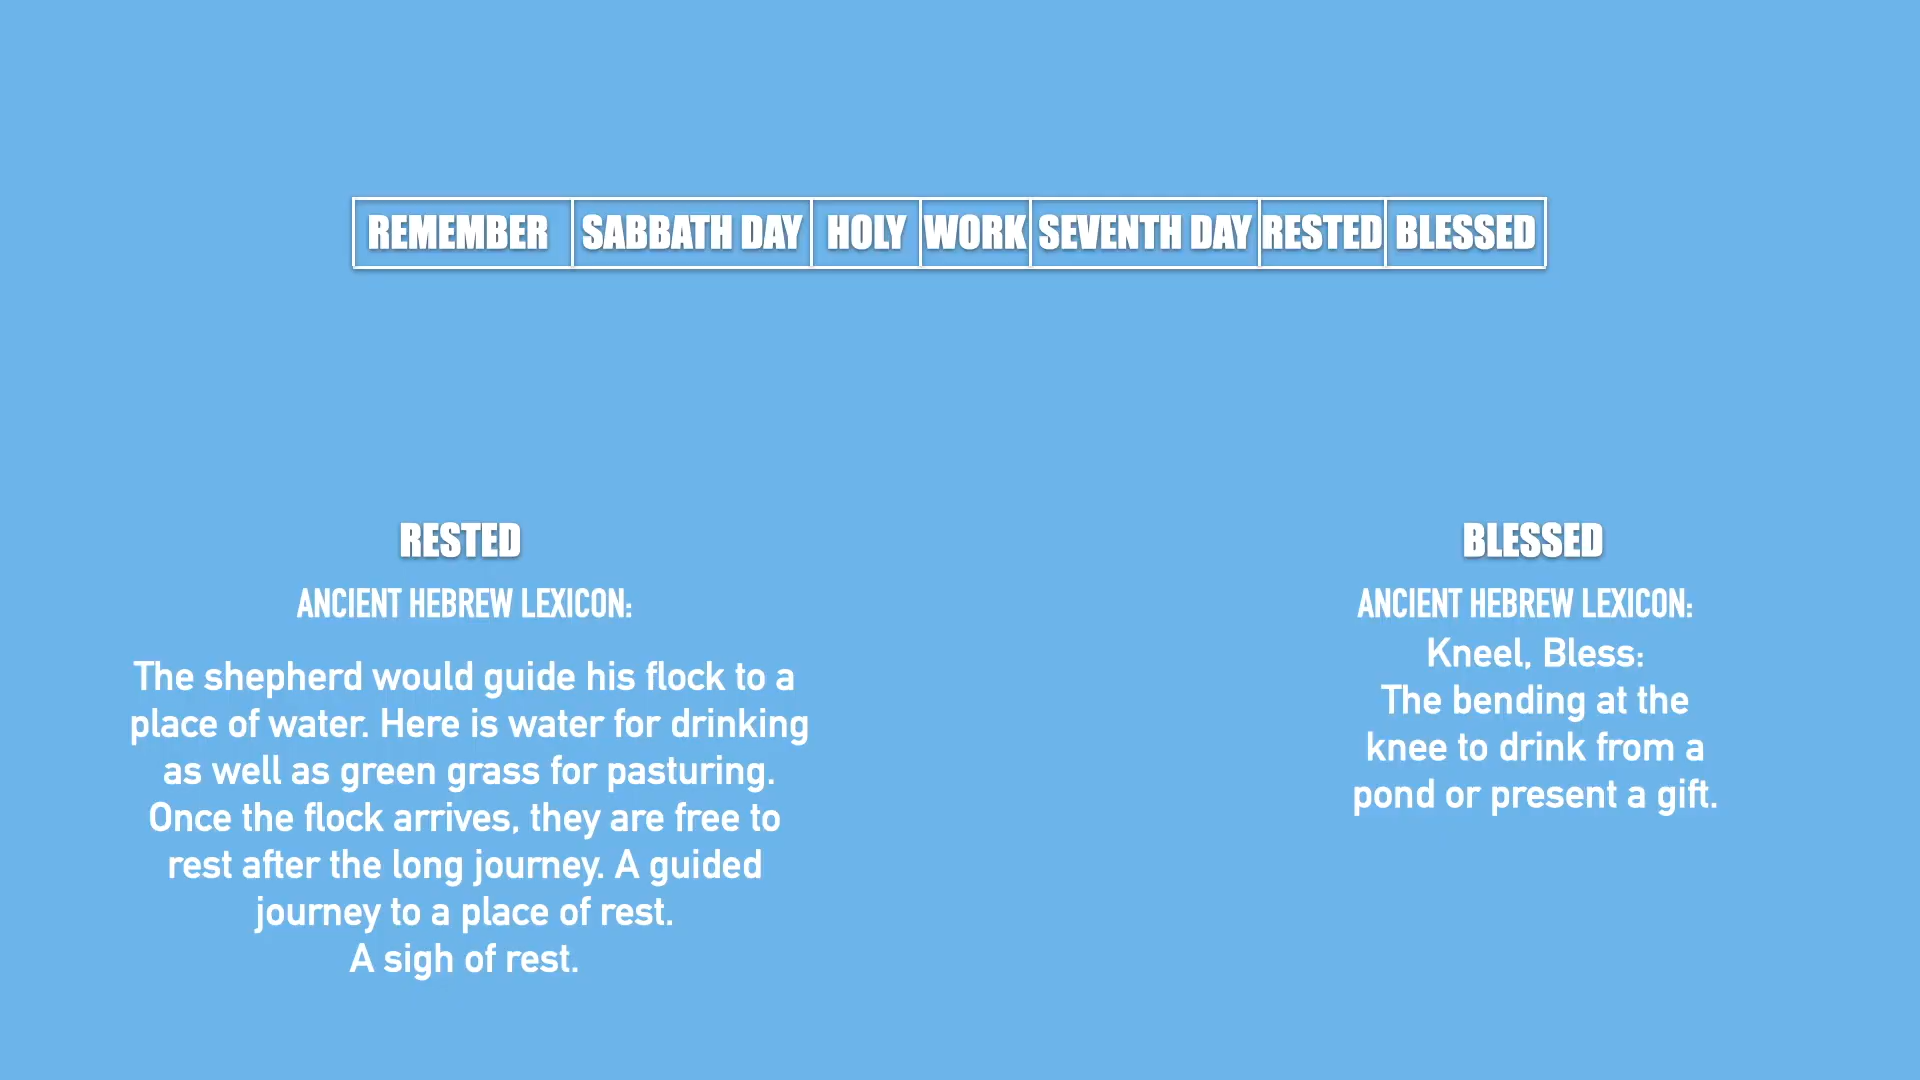 REMEMBER SABBATH DAY HOLY WORK SEVENTH DAY RESTED BLESSED
RESTED
ANCIENT HEBREW LEXICON:
The shepherd would guide his flock to a
place of water. Here is water for drinking
as well as green grass for pasturing.
Once the flock arrives, they are free to
rest after the long journey. A guided
journey to a place of rest.
A sigh of rest.
BLESSED
ANCIENT HEBREW LEXICON:
Kneel, Bless:
The bending at the
knee to drink from a
pond or present a gift.